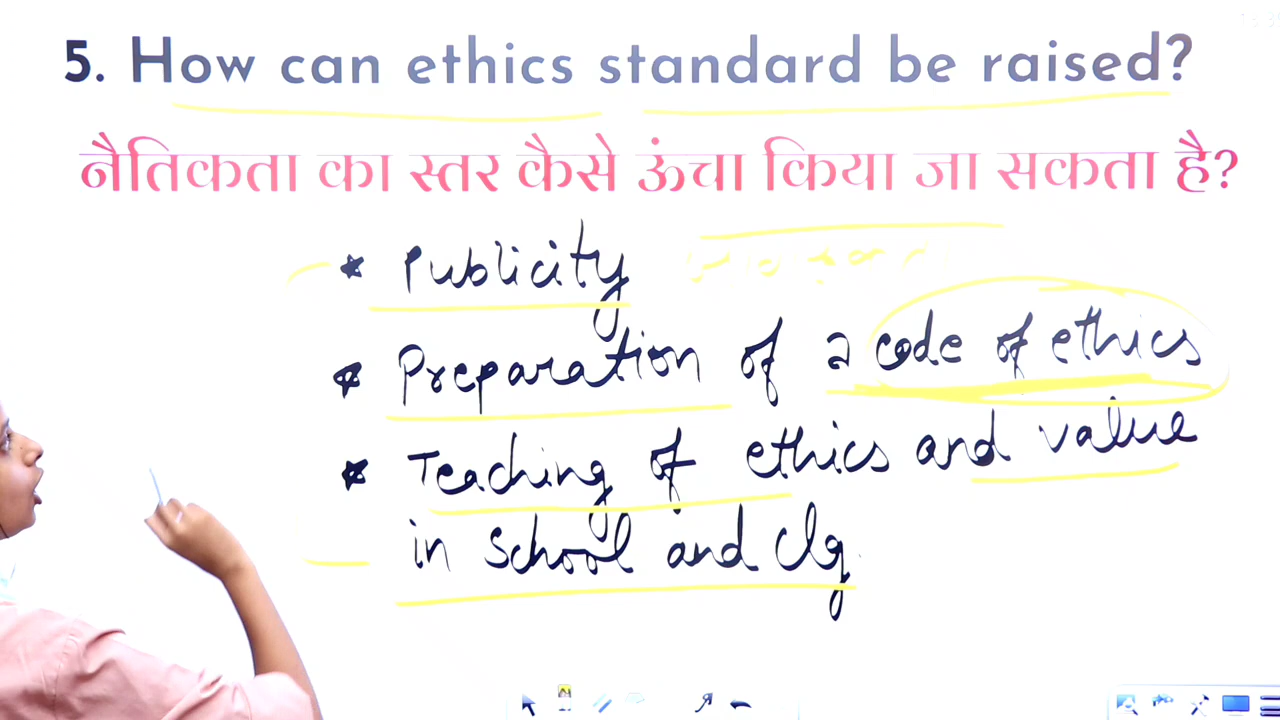 5. How can ethics standard be raised?
नैतिकता का स्तर कैसे ऊंचा किया जा सकता है?
* Publicity
* Preparation of a code of ethics
* Teaching of ethics and value
in school and clg.